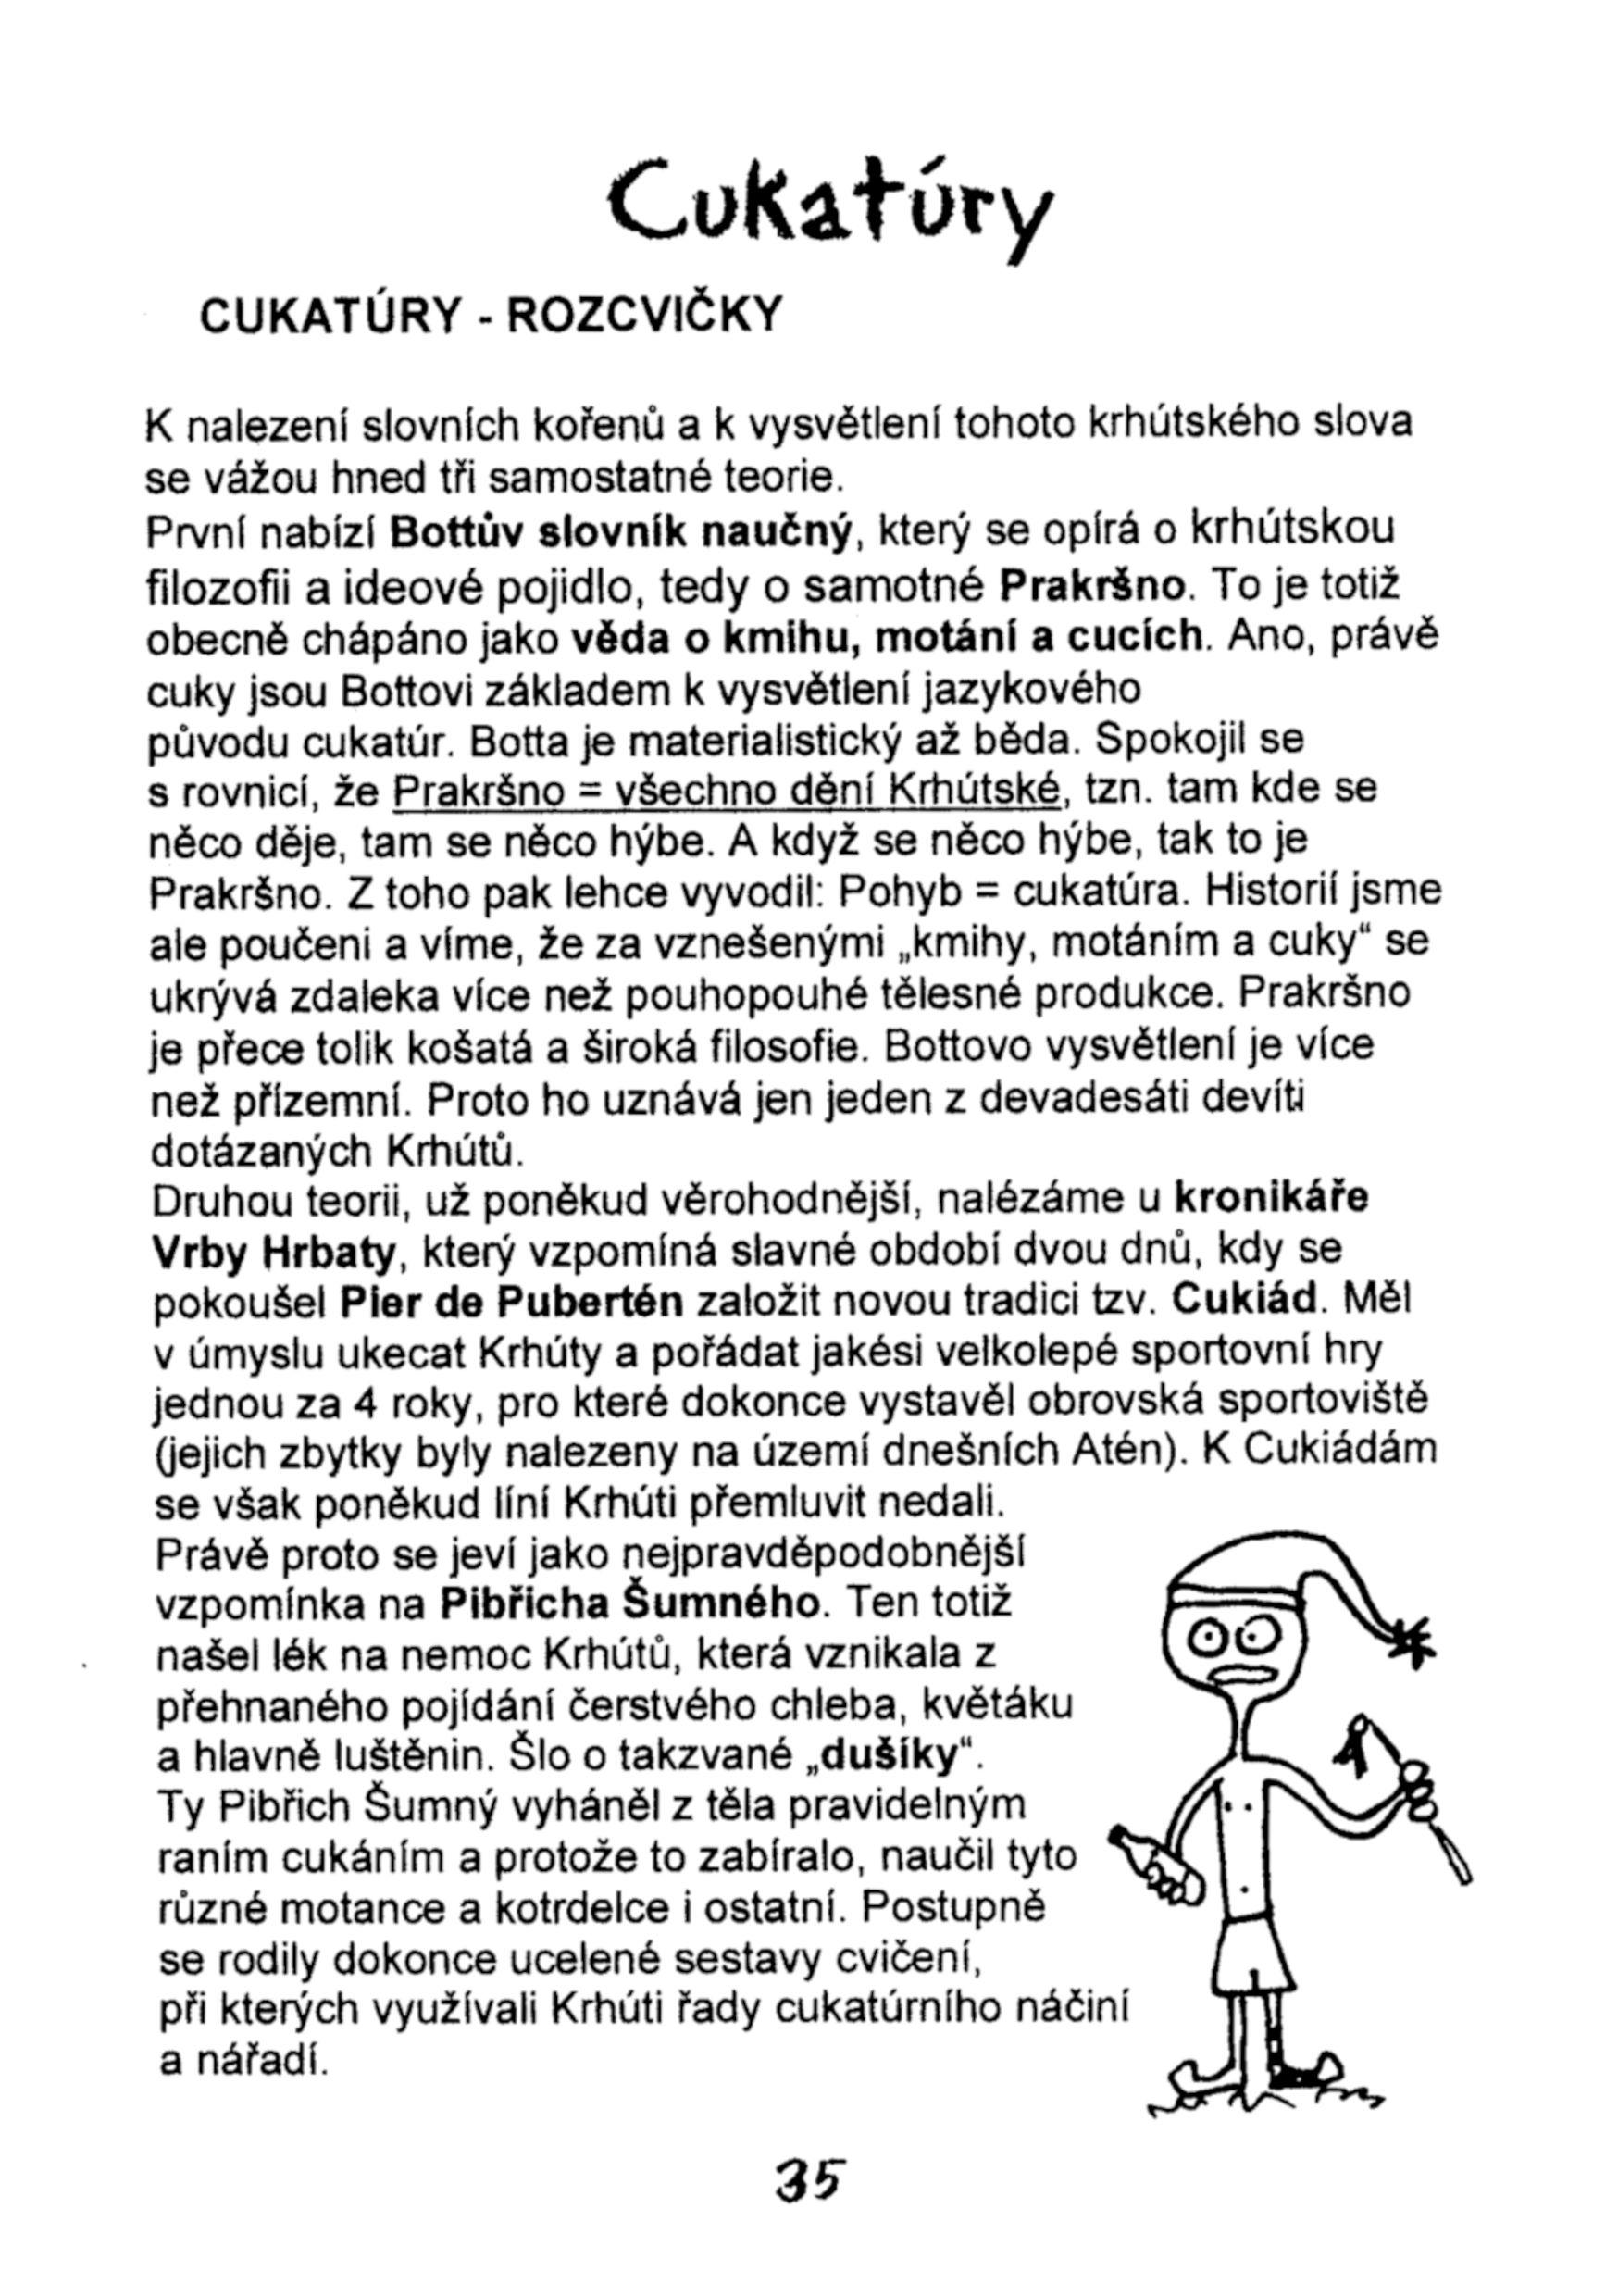 Cukatúry
CUKATÚRY - ROZCVIČKY
K nalezení slovních kořenů a k vysvětlení tohoto krhútského slova
se vážou hned tři samostatné teorie.
První nabízí Bottův slovník naučný, který se opírá o krhútskou
filozofii a ideové pojidlo, tedy o samotné Prakršno. To je totiž
obecně chápáno jako věda o kmihu, motání a cucích. Ano, právě
cuky jsou Bottovi základem k vysvětlení jazykového
původu cukatúr. Botta je materialistický až běda. Spokojil se
s rovnicí, že Prakršno = všechno dění Krhútské, tzn. tam kde se
něco děje, tam se něco hýbe. A když se něco hýbe, tak to je
Prakršno. Z toho pak lehce vyvodil: Pohyb = cukatúra. Historií jsme
ale poučeni a víme, že za vznešenými „kmihy, motáním a cuky“ se
ukrývá zdaleka více než pouhopouhé tělesné produkce. Prakršno
je přece tolik košatá a široká filosofie. Bottovo vysvětlení je více
než přízemní. Proto ho uznává jen jeden z devadesáti devíti
dotázaných Krhútů.
Druhou teorii, už poněkud věrohodnější, nalézáme u kronikáře
Vrby Hrbaty, který vzpomíná slavné období dvou dnů, kdy se
pokoušel Pier de Pubertén založit novou tradici tzv. Cukiád. Měl
v úmyslu ukecat Krhúty a pořádat jakési velkolepé sportovní hry
jednou za 4 roky, pro které dokonce vystavěl obrovská sportoviště
(jejich zbytky byly nalezeny na území dnešních Atén). K Cukiádám
se však poněkud líní Krhúti přemluvit nedali.
Právě proto se jeví jako nejpravděpodobnější
vzpomínka na Pibřicha Šumného. Ten totiž
našel lék na nemoc Krhútů, která vznikala z
přehnaného pojídání čerstvého chleba, květáku
a hlavně luštěnin. Šlo o takzvané „dušíky“.
Ty Pibřich Šumný vyháněl z těla pravidelným
raním cukáním a protože to zabíralo, naučil tyto
různé motance a kotrdelce i ostatní. Postupně
se rodily dokonce ucelené sestavy cvičení,
při kterých využívali Krhúti řady cukatúrního náčiní
a nářadí.
35